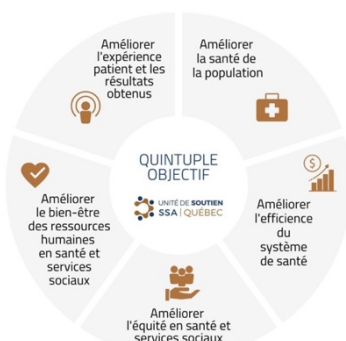 Améliorer
l'expérience
patient et les
résultats
obtenus
Améliorer
la santé de
la population
QUINTUPLE
OBJECTIF
UNITÉ DE SOUTIEN
SSA | QUÉBEC
Améliorer
le bien-être
des ressources
humaines
en santé et
services
sociaux
$
Améliorer
l'efficience
du
système
de santé
Améliorer
l'équité en santé et
services sociaux